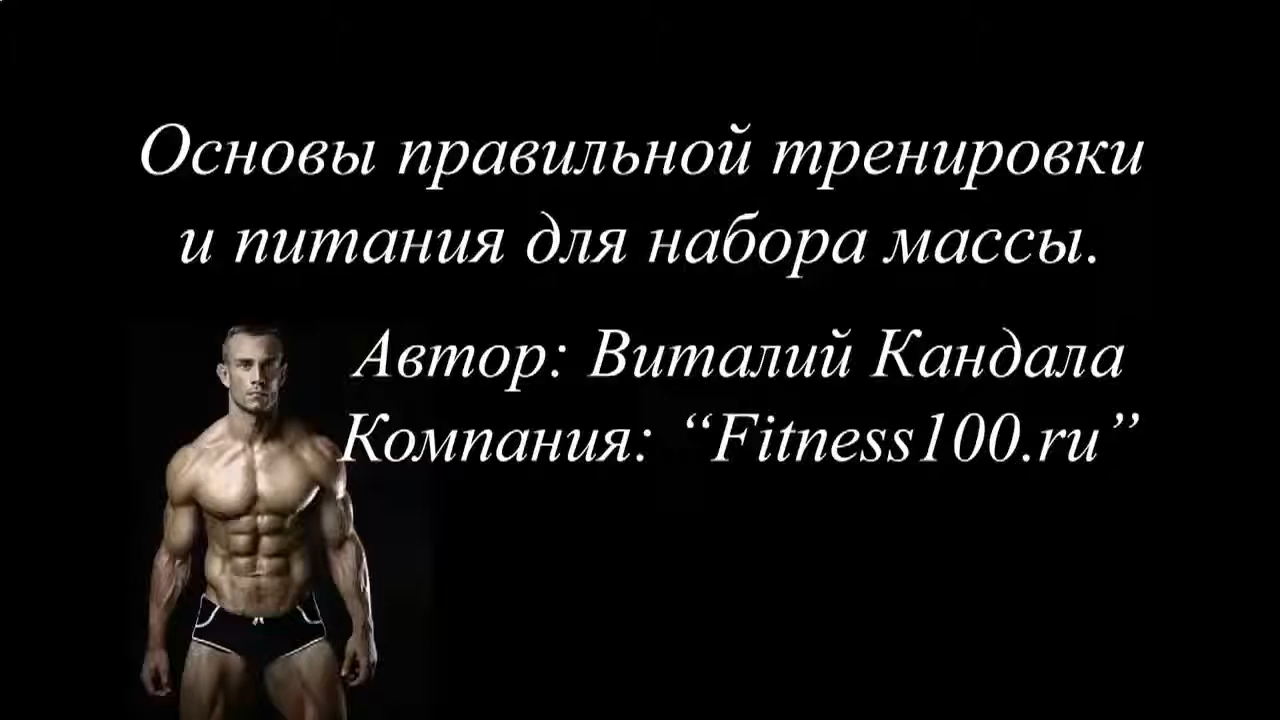 Основы правильной тренировки
и питания для набора массы.
Автор: Виталий Кандала
Компания: “Fitness100.ru”